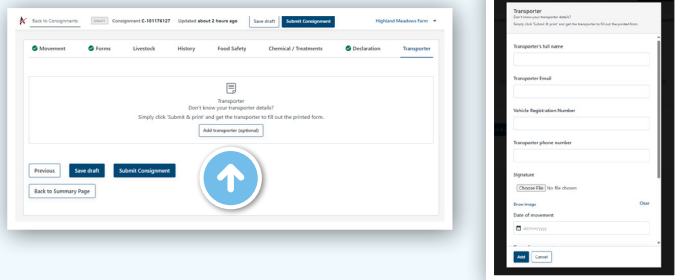 Back to Consignments DRAFT Consignment C-101176127 Updated about 2 hours ago Save draft Submit Consignment Highland Meadows Farm
Movement Forms Livestock History Food Safety Chemical / Treatments Declaration Transporter
Transporter
Don't know your transporter details?
Simply click 'Submit & print' and get the transporter to fill out the printed form.
Add transporter (optional)
Previous Save draft Submit Consignment
Back to Summary Page
Transporter
Don't know your transporter details?
Simply click 'Submit & print' and get the transporter to fill out the printed form.
Transporter's full name
Transporter Email
Vehicle Registration Number
Transporter phone number
Signature
Choose File No file chosen
Draw image Clear
Date of movement
dd/mm/yyyy
Add Cancel